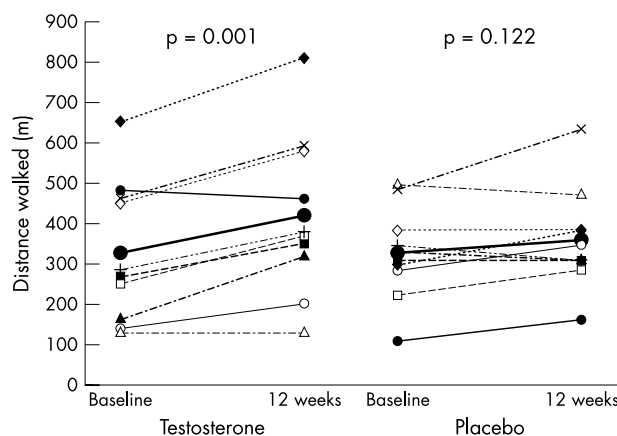 900
800
700
600
500
400
300
200
100
0
Distance walked (m)
p = 0.001
p = 0.122
Baseline
12 weeks
Baseline
12 weeks
Testosterone
Placebo